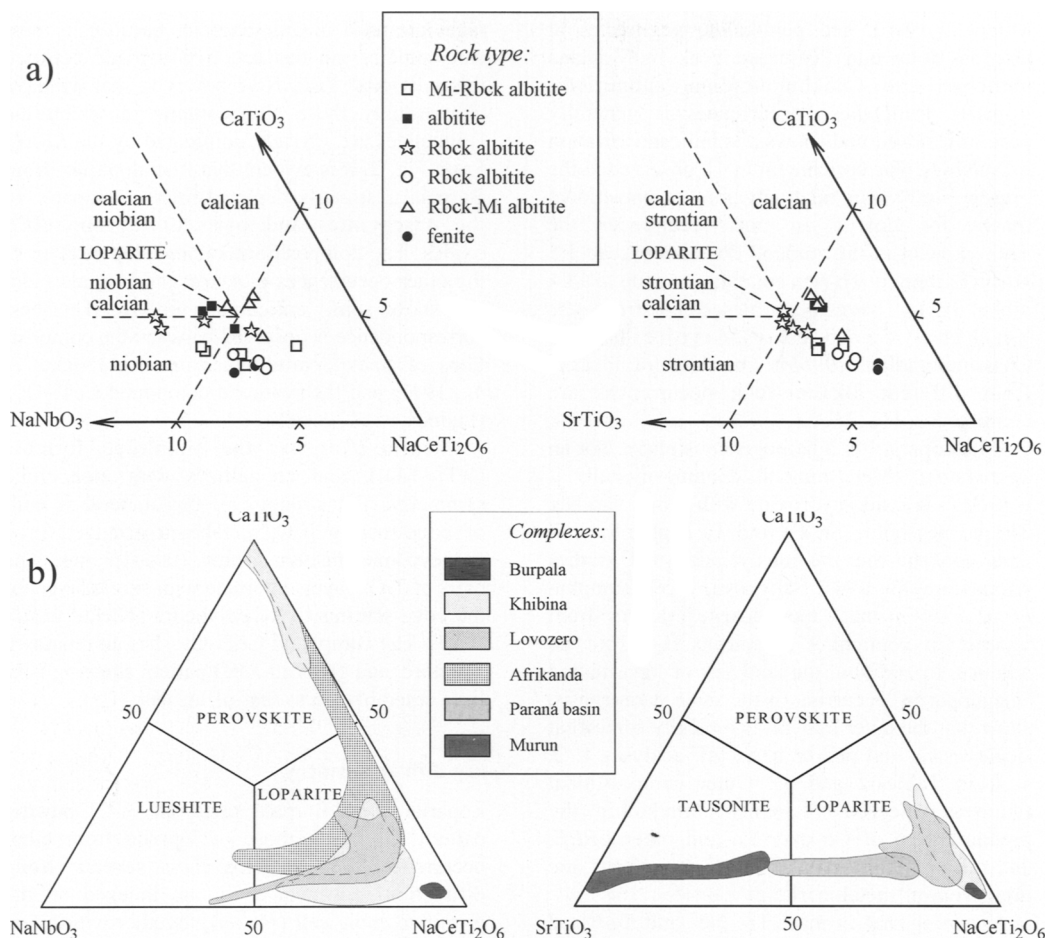 a)
Rock type:
Mi-Rbck albitite
albitite
Rbck albitite
Rbck albitite
Rbck-Mi albitite
fenite
CaTiO3
10
calcian
calcian
niobian
LOPARITE
niobian
calcian
5
niobian
NaNbO3
10
5
NaCeTi2O6
CaTiO3
10
calcian
calcian
strontian
LOPARITE
strontian
calcian
5
strontian
SrTiO3
10
5
NaCeTi2O6
b)
CaTiO3
50
50
PEROVSKITE
LUESHITE
LOPARITE
NaNbO3
50
NaCeTi2O6
Complexes:
Burpala
Khibina
Lovozero
Afrikanda
Paraná basin
Murun
CaTiO3
50
50
PEROVSKITE
TAUSONITE
LOPARITE
SrTiO3
50
NaCeTi2O6